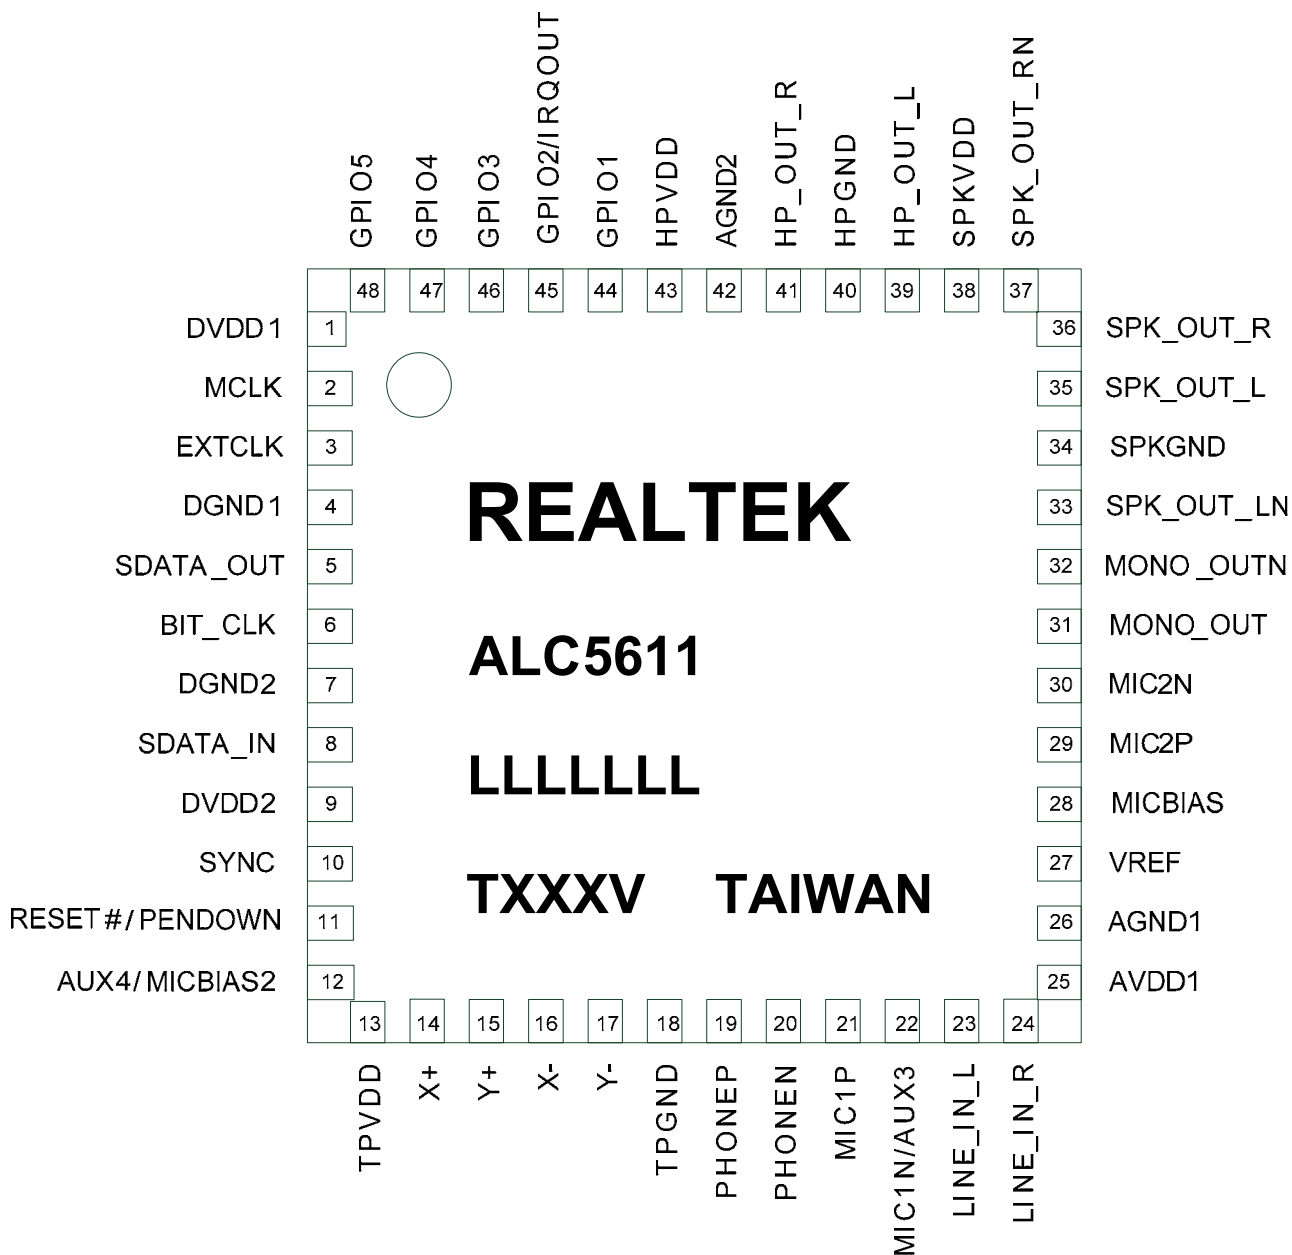 GPIO5
GPIO4
GPIO3
GPIO2/IRQOUT
GPIO1
HPVDD
AGND2
HP_OUT_R
HPGND
HP_OUT_L
SPKVDD
SPK_OUT_RN
48 47 46 45 44 43 42 41 40 39 38 37
DVDD1 1
MCLK 2
EXTCLK 3
DGND1 4
SDATA_OUT 5
BIT_CLK 6
DGND2 7
SDATA_IN 8
DVDD2 9
SYNC 10
RESET#/PENDOWN 11
AUX4/MICBIAS2 12
REALTEK
ALC5611
LLLLLLL
TXXXV TAIWAN
36 SPK_OUT_R
35 SPK_OUT_L
34 SPKGND
33 SPK_OUT_LN
32 MONO_OUTN
31 MONO_OUT
30 MIC2N
29 MIC2P
28 MICBIAS
27 VREF
26 AGND1
25 AVDD1
13 14 15 16 17 18 19 20 21 22 23 24
TPVDD
X+
Y+
X-
Y-
TPGND
PHONEP
PHONEN
MIC1P
MIC1N/AUX3
LINE_IN_L
LINE_IN_R